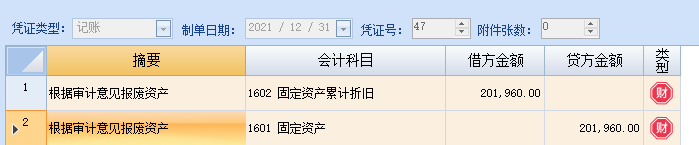 凭证类型: 记账 制单日期: 2021 / 12 / 31 凭证号: 47 附件张数: 0
摘要 会计科目 借方金额 贷方金额 类型
1 根据审计意见报废资产 1602 固定资产累计折旧 201,960.00 财
2 根据审计意见报废资产 1601 固定资产 201,960.00 财